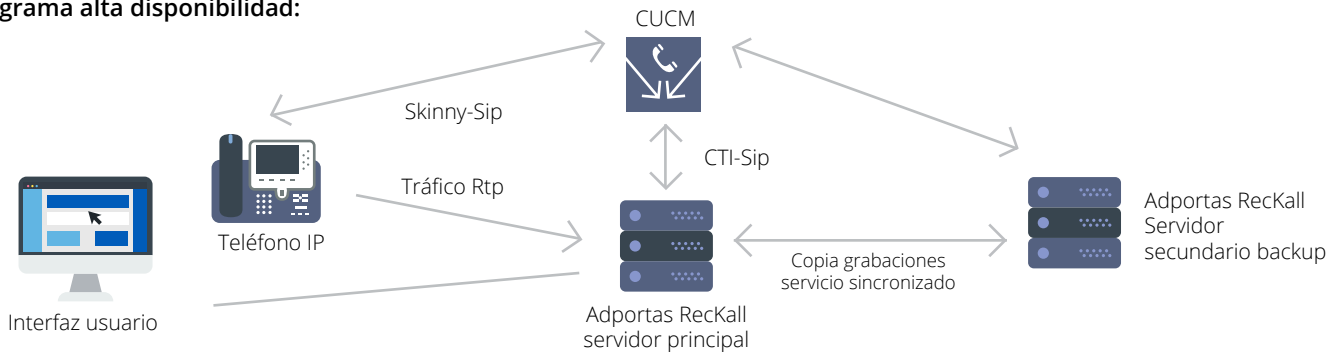 grama alta disponibilidad:
CUCM
Skinny-Sip
CTI-Sip
Tráfico Rtp
Teléfono IP
Adportas RecKall
Servidor
secundario backup
Copia grabaciones
servicio sincronizado
Interfaz usuario
Adportas RecKall
servidor principal